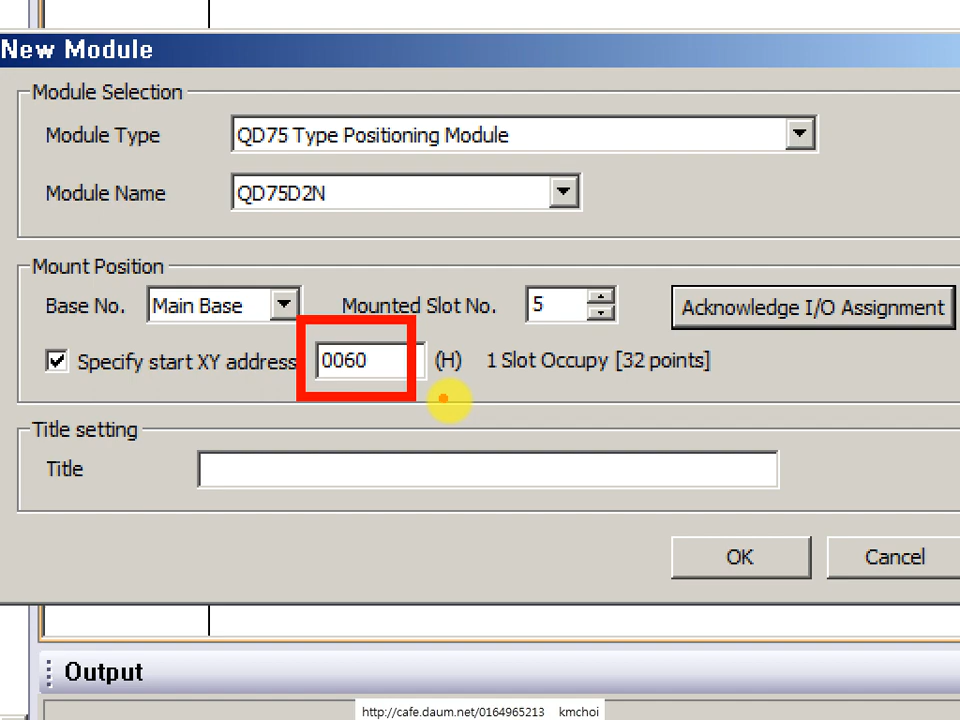 New Module
Module Selection
Module Type QD75 Type Positioning Module
Module Name QD75D2N
Mount Position
Base No. Main Base Mounted Slot No. 5 Acknowledge I/O Assignment
Specify start XY address 0060 (H) 1 Slot Occupy [32 points]
Title setting
Title
OK Cancel
Output
http://cafe.daum.net/0164965213 kmchoi